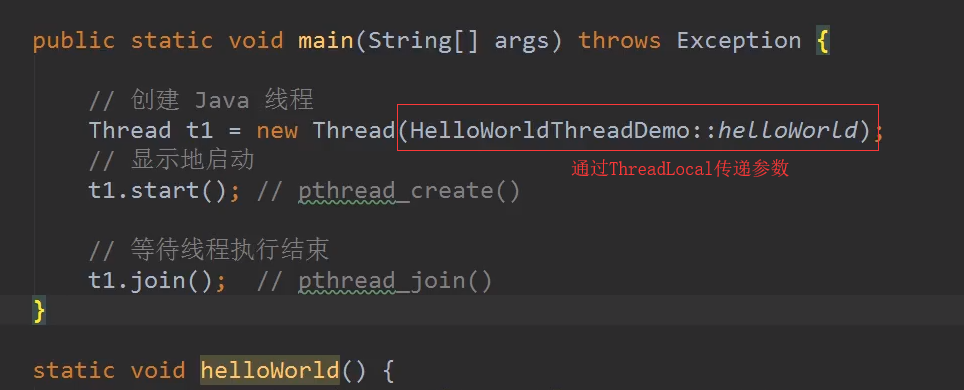 public static void main(String[] args) throws Exception {
// 创建 Java 线程
Thread t1 = new Thread(HelloWorldThreadDemo::helloWorld);
// 显示地启动
通过ThreadLocal传递参数
t1.start(); // pthread_create()
// 等待线程执行结束
t1.join();  // pthread_join()
}
static void helloWorld() {